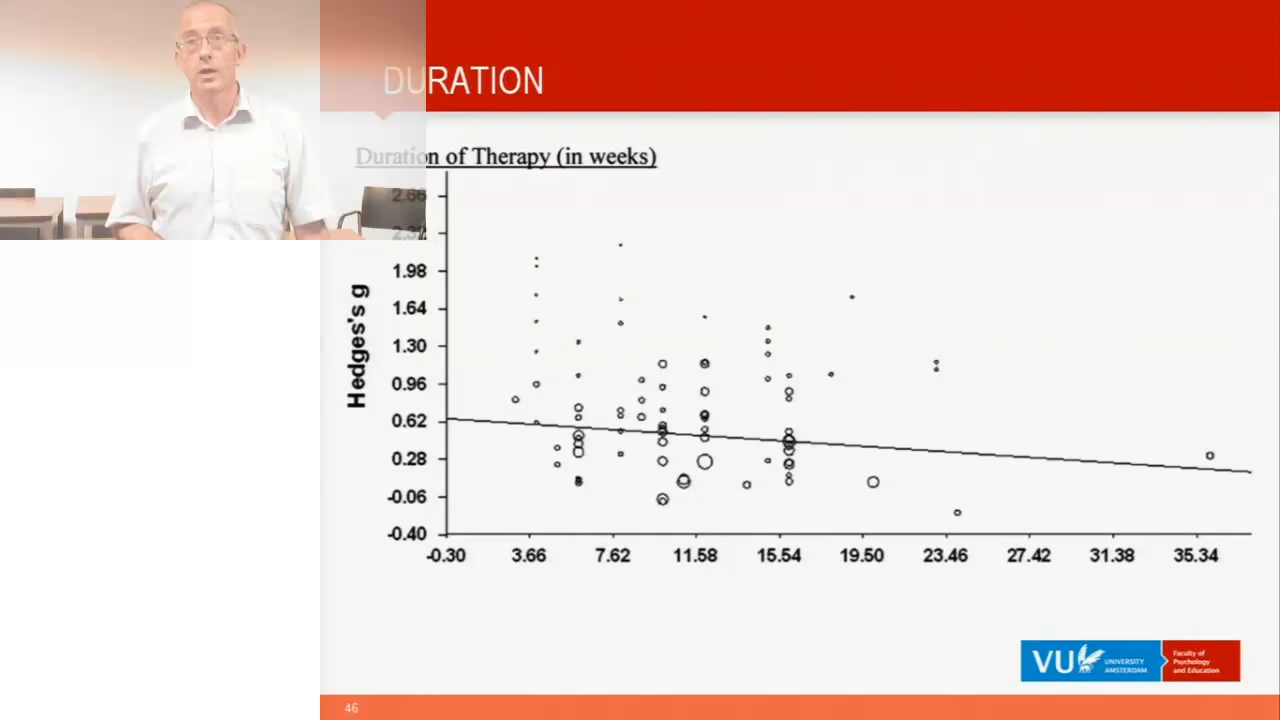 DURATION
Duration of Therapy (in weeks)
Hedges's g
2.66
1.98
1.64
1.30
0.96
0.62
0.28
-0.06
-0.40
-0.30 3.66 7.62 11.58 15.54 19.50 23.46 27.42 31.38 35.34
VU UNIVERSITY AMSTERDAM
Faculty of Psychology and Education
46